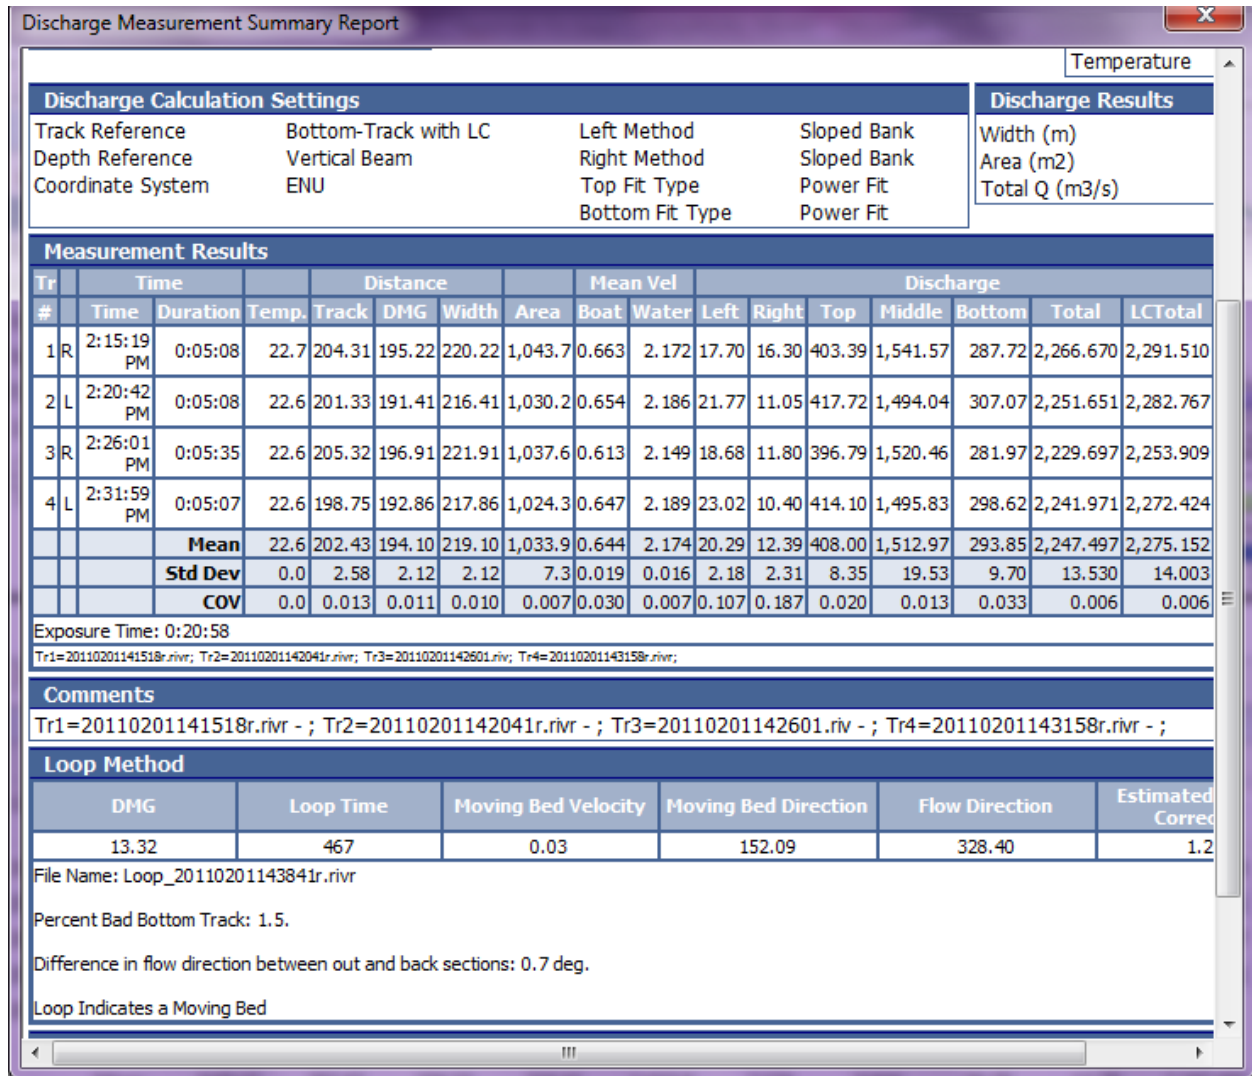 Discharge Measurement Summary Report
X
Temperature
Discharge Calculation Settings
Discharge Results
Track Reference Bottom-Track with LC Left Method Sloped Bank
Width (m)
Depth Reference Vertical Beam Right Method Sloped Bank
Area (m2)
Coordinate System ENU Top Fit Type Power Fit
Total Q (m3/s)
Bottom Fit Type Power Fit
Measurement Results
Tr Time Distance Mean Vel Discharge
# Time Duration Temp. Track DMG Width Area Boat Water Left Right Top Middle Bottom Total LCTotal
1 R 2:15:19 PM 0:05:08 22.7 204.31 195.22 220.22 1,043.7 0.663 2.172 17.70 16.30 403.39 1,541.57 287.72 2,266.670 2,291.510
2 L 2:20:42 PM 0:05:08 22.6 201.33 191.41 216.41 1,030.2 0.654 2.186 21.77 11.05 417.72 1,494.04 307.07 2,251.651 2,282.767
3 R 2:26:01 PM 0:05:35 22.6 205.32 196.91 221.91 1,037.6 0.613 2.149 18.68 11.80 396.79 1,520.46 281.97 2,229.697 2,253.909
4 L 2:31:59 PM 0:05:07 22.6 198.75 192.86 217.86 1,024.3 0.647 2.189 23.02 10.40 414.10 1,495.83 298.62 2,241.971 2,272.424
Mean 22.6 202.43 194.10 219.10 1,033.9 0.644 2.174 20.29 12.39 408.00 1,512.97 293.85 2,247.497 2,275.152
Std Dev 0.0 2.58 2.12 2.12 7.3 0.019 0.016 2.18 2.31 8.35 19.53 9.70 13.530 14.003
COV 0.0 0.013 0.011 0.010 0.007 0.030 0.007 0.107 0.187 0.020 0.013 0.033 0.006 0.006
Exposure Time: 0:20:58
Tr1=20110201141518r.rivr; Tr2=20110201142041r.rivr; Tr3=20110201142601.riv; Tr4=20110201143158r.rivr;
Comments
Tr1=20110201141518r.rivr - ; Tr2=20110201142041r.rivr - ; Tr3=20110201142601.riv - ; Tr4=20110201143158r.rivr - ;
Loop Method
DMG Loop Time Moving Bed Velocity Moving Bed Direction Flow Direction Estimated
Correc
13.32 467 0.03 152.09 328.40 1.2
File Name: Loop_20110201143841r.rivr
Percent Bad Bottom Track: 1.5.
Difference in flow direction between out and back sections: 0.7 deg.
Loop Indicates a Moving Bed